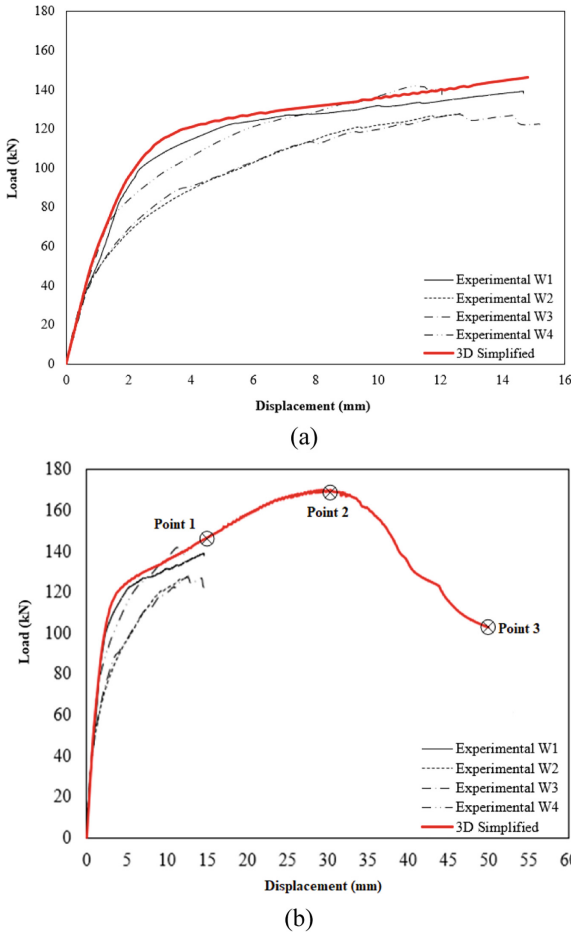 180
160
140
120
100
80
60
40
20
0
Load (kN)
0 2 4 6 8 10 12 14 16
Displacement (mm)
Experimental W1
Experimental W2
Experimental W3
Experimental W4
3D Simplified
(a)
180
160
140
120
100
80
60
40
20
0
Load (kN)
Point 1
Point 2
Point 3
Experimental W1
Experimental W2
Experimental W3
Experimental W4
3D Simplified
0 5 10 15 20 25 30 35 40 45 50 55 60
Displacement (mm)
(b)